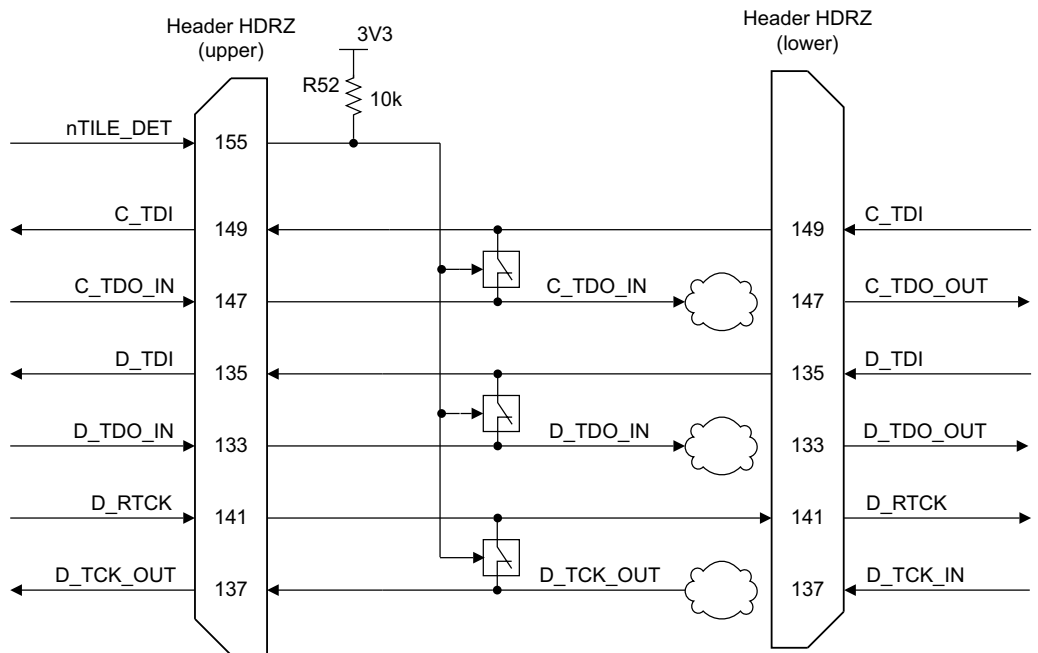 Header HDRZ
(upper)
3V3
R52
10k
Header HDRZ
(lower)
nTILE_DET
155
C_TDI
149
149
C_TDI
C_TDO_IN
147
C_TDO_IN
147
C_TDO_OUT
D_TDI
135
135
D_TDI
D_TDO_IN
133
D_TDO_IN
133
D_TDO_OUT
D_RTCK
141
141
D_RTCK
D_TCK_OUT
137
D_TCK_OUT
137
D_TCK_IN